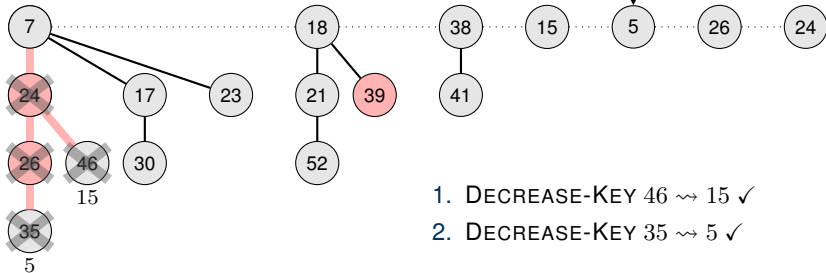 7 18 38 15 5 26 24
24 17 23 21 39 41
26 46 30 52
15
1. DECREASE-KEY 46 ⇝ 15 ✓
35
2. DECREASE-KEY 35 ⇝ 5 ✓
5